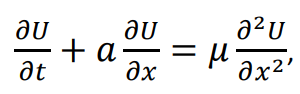 ∂U/∂t + a ∂U/∂x = μ ∂²U/∂x²,